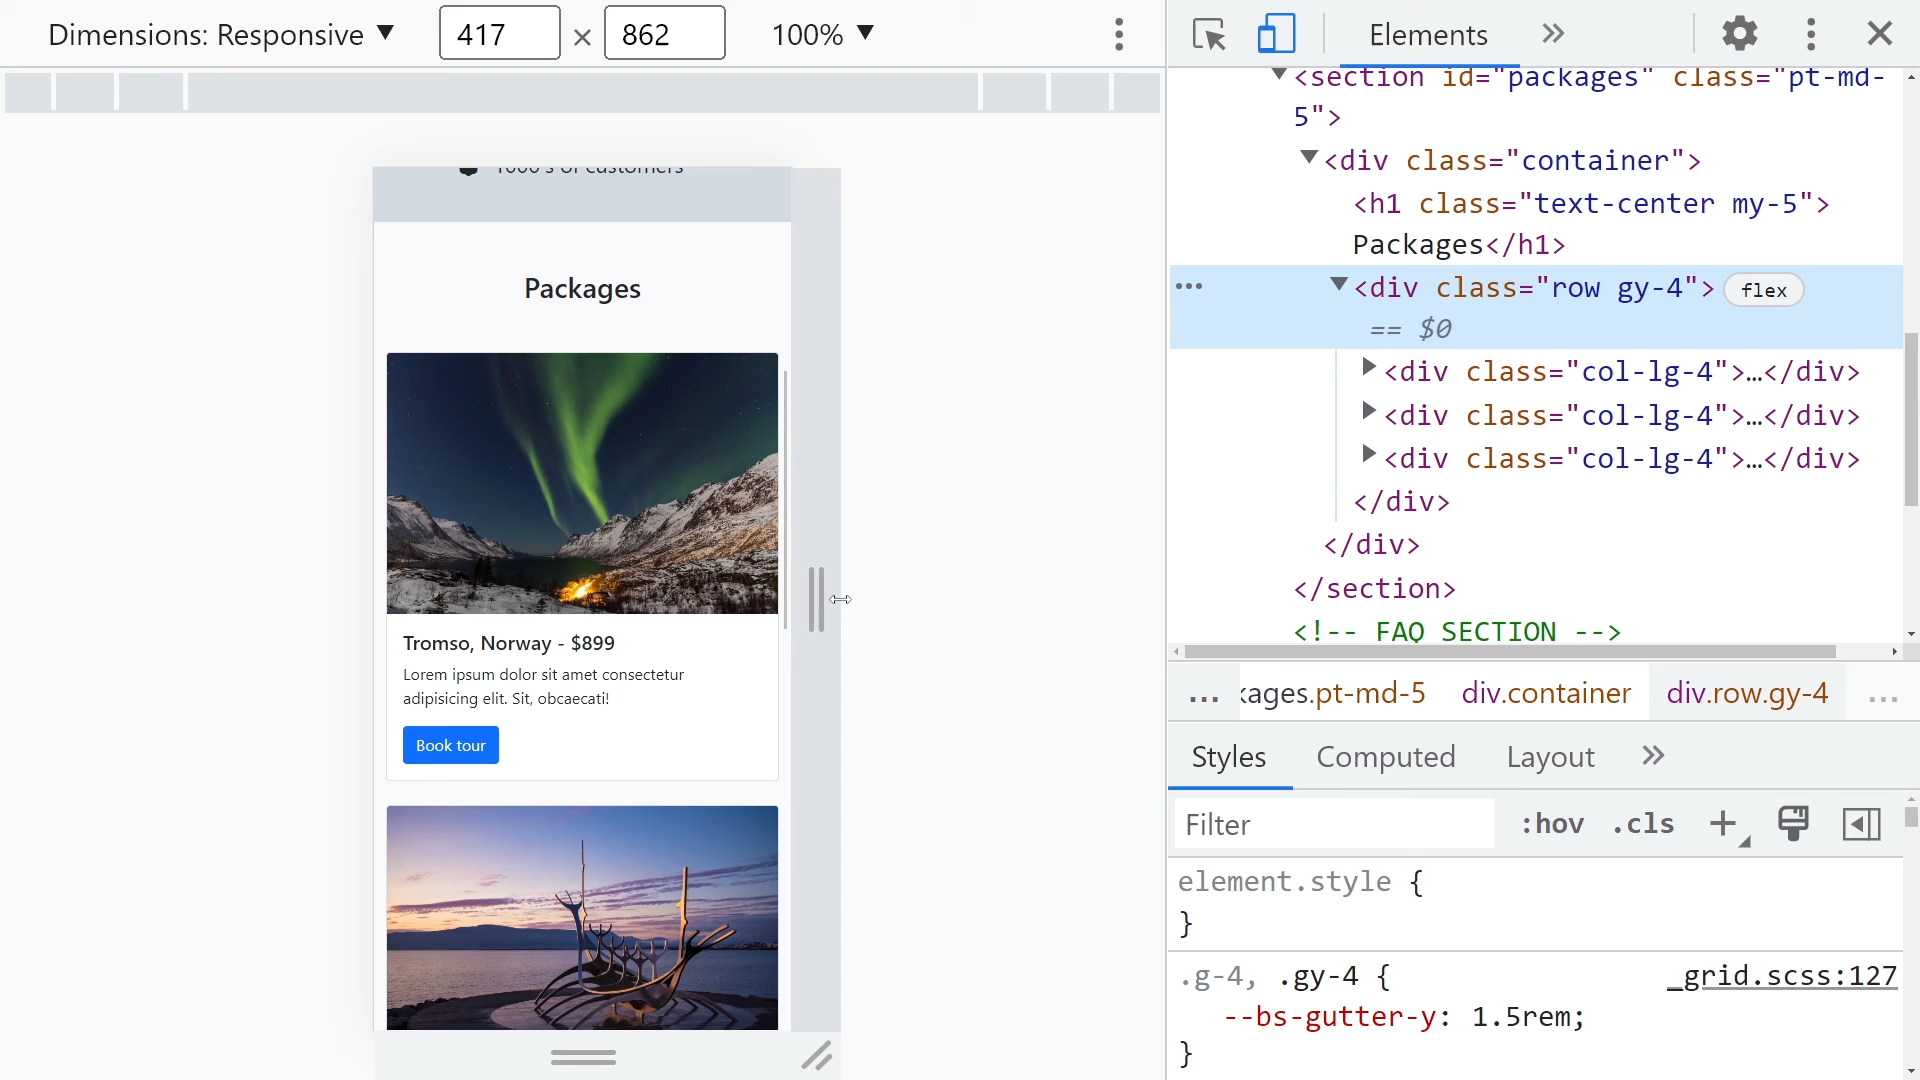 Dimensions: Responsive ▼ 417 × 862 100% ▼
Elements »
1000's of customers
Packages
Tromso, Norway - $899
Lorem ipsum dolor sit amet consectetur
adipisicing elit. Sit, obcaecati!
Book tour
<section id="packages" class="pt-md-
5">
<div class="container">
<h1 class="text-center my-5">
Packages</h1>
<div class="row gy-4"> flex
== $0
<div class="col-lg-4">…</div>
<div class="col-lg-4">…</div>
<div class="col-lg-4">…</div>
</div>
</div>
</section>
<!-- FAQ SECTION -->
... kages.pt-md-5 div.container div.row.gy-4 ...
Styles Computed Layout »
Filter :hov .cls +
element.style {
}
.g-4, .gy-4 { _grid.scss:127
--bs-gutter-y: 1.5rem;
}